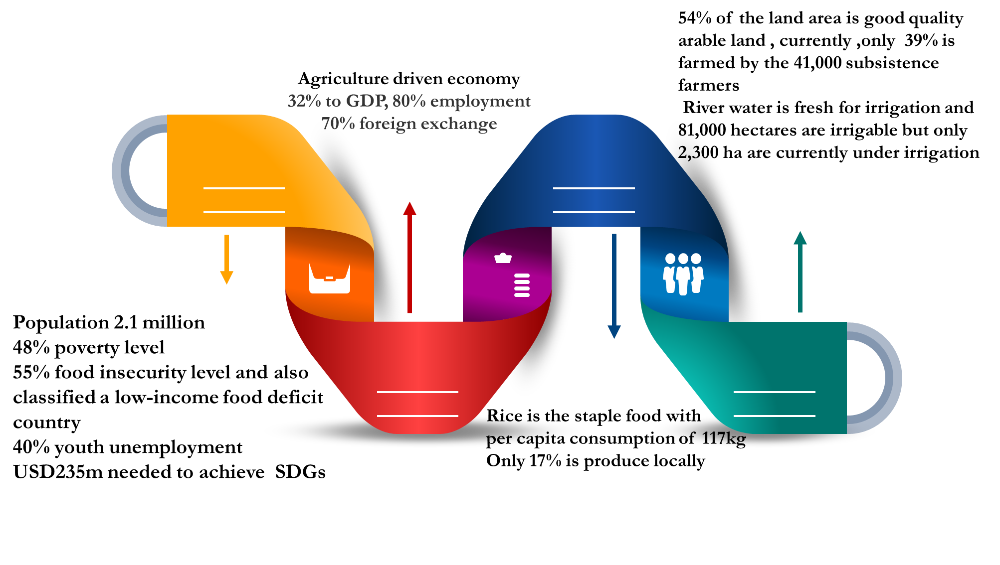 54% of the land area is good quality
arable land , currently ,only 39% is
farmed by the 41,000 subsistence
farmers
River water is fresh for irrigation and
81,000 hectares are irrigable but only
2,300 ha are currently under irrigation
Agriculture driven economy
32% to GDP, 80% employment
70% foreign exchange
Population 2.1 million
48% poverty level
55% food insecurity level and also
classified a low-income food deficit
country
40% youth unemployment
USD235m needed to achieve SDGs
Rice is the staple food with
per capita consumption of 117kg
Only 17% is produce locally